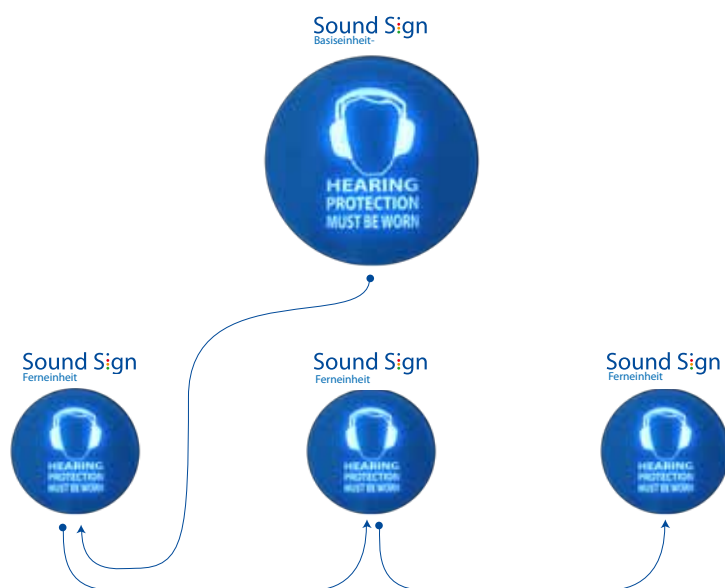 Sound Sign
Basiseinheit-
HEARING
PROTECTION
MUST BE WORN
Sound Sign
Ferneinheit
HEARING
PROTECTION
MUST BE WORN
Sound Sign
Ferneinheit
HEARING
PROTECTION
MUST BE WORN
Sound Sign
Ferneinheit
HEARING
PROTECTION
MUST BE WORN